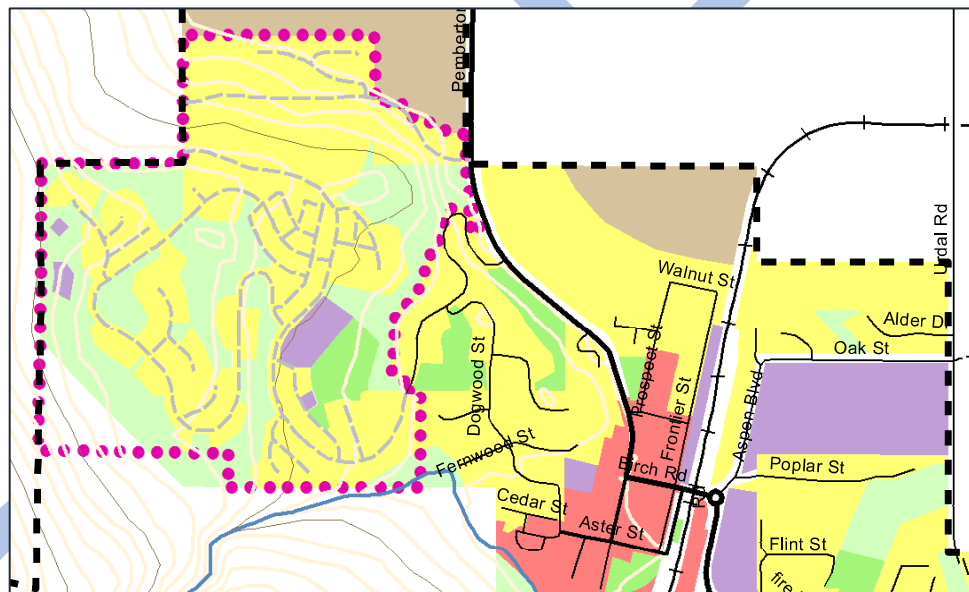 Pemberton
Urdal Rd
Walnut St
Alder D
Oak St
Prospect St
Dogwood St
Frontier St
Aspen Blvd
Fernwood St
Birch Rd
Poplar St
Cedar St
Aster St
Flint St
fire